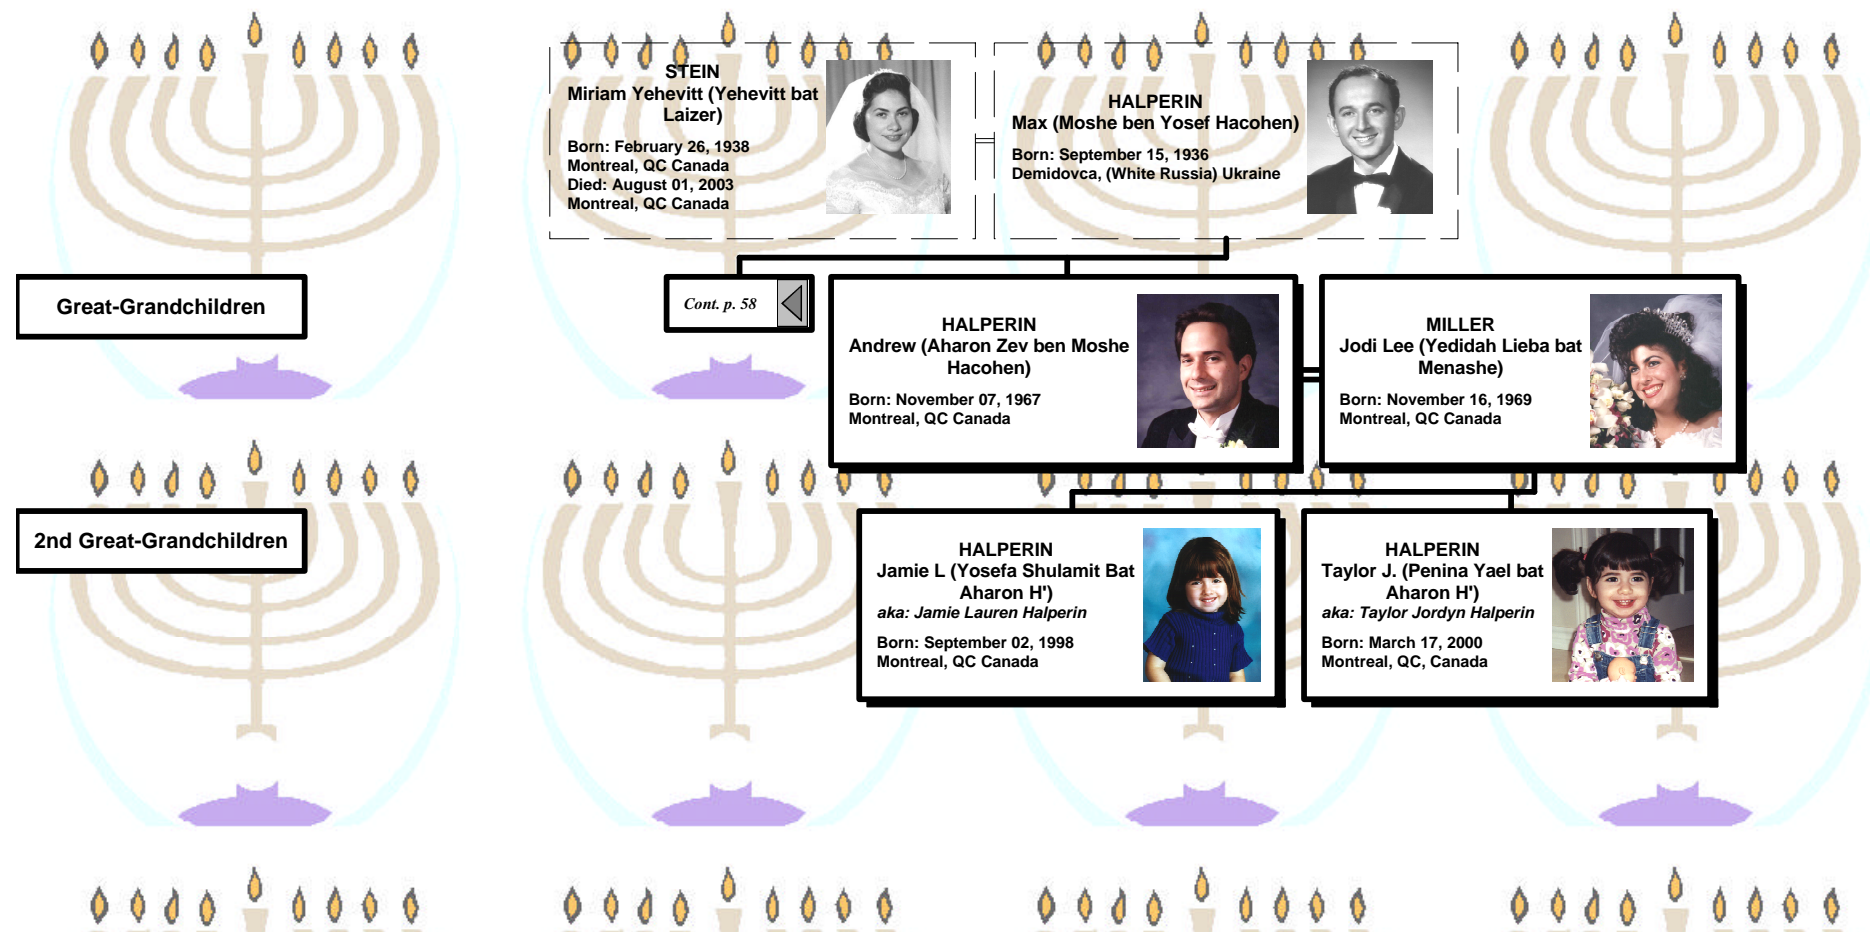 STEIN
Miriam Yehevitt (Yehevitt bat
Laizer)
Born: February 26, 1938
Montreal, QC Canada
Died: August 01, 2003
Montreal, QC Canada
HALPERIN
Max (Moshe ben Yosef Hacohen)
Born: September 15, 1936
Demidovca, (White Russia) Ukraine
Great-Grandchildren
Cont. p. 58
HALPERIN
Andrew (Aharon Zev ben Moshe
Hacohen)
Born: November 07, 1967
Montreal, QC Canada
MILLER
Jodi Lee (Yedidah Lieba bat
Menashe)
Born: November 16, 1969
Montreal, QC Canada
2nd Great-Grandchildren
HALPERIN
Jamie L (Yosefa Shulamit Bat
Aharon H')
aka: Jamie Lauren Halperin
Born: September 02, 1998
Montreal, QC Canada
HALPERIN
Taylor J. (Penina Yael bat
Aharon H')
aka: Taylor Jordyn Halperin
Born: March 17, 2000
Montreal, QC, Canada